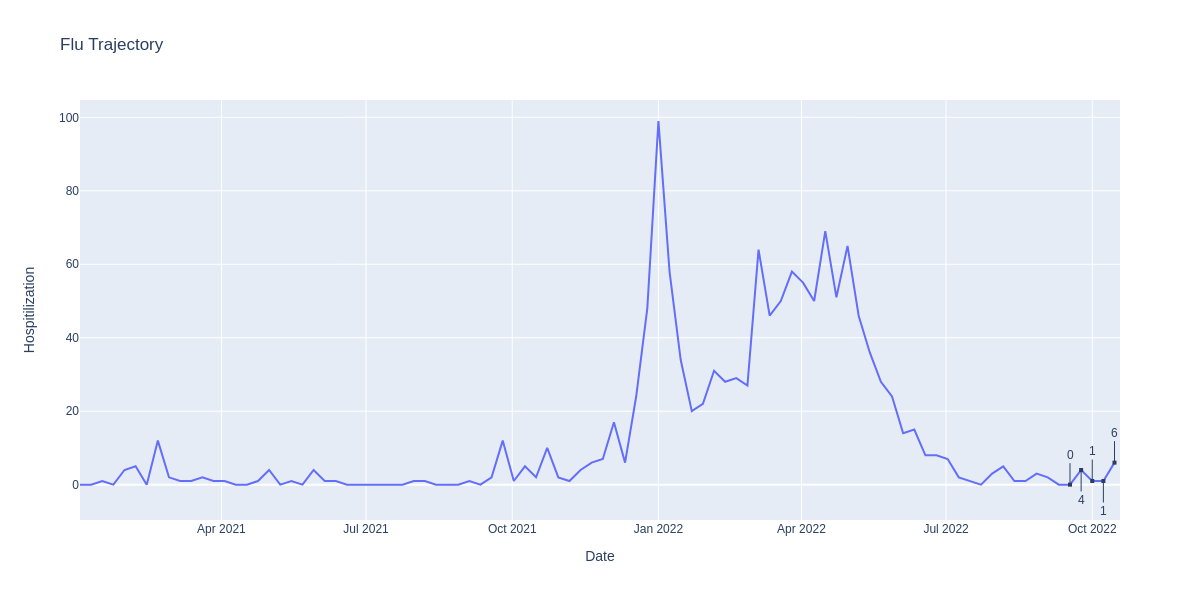 Flu Trajectory
100
80
60
40
20
0
Hospitilization
0
4
1
1
6
Apr 2021
Jul 2021
Oct 2021
Jan 2022
Apr 2022
Jul 2022
Oct 2022
Date